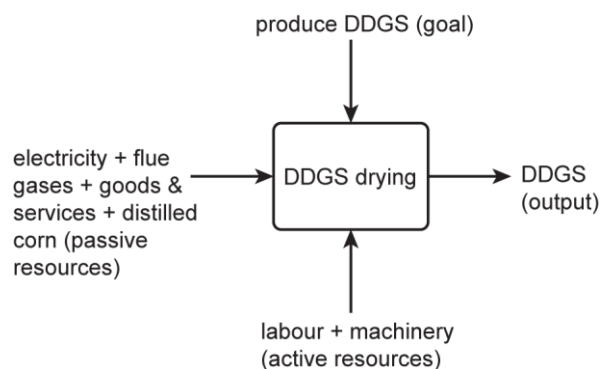 produce DDGS (goal)
electricity + flue
gases + goods &
services + distilled
corn (passive
resources)
DDGS drying
DDGS
(output)
labour + machinery
(active resources)